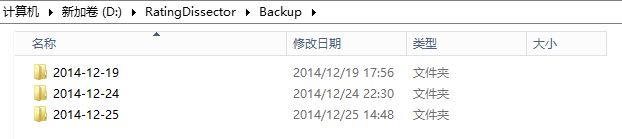 计算机 ▸ 新加卷 (D:) ▸ RatingDissector ▸ Backup ▸
名称 修改日期 类型 大小
2014-12-19 2014/12/19 17:56 文件夹
2014-12-24 2014/12/24 22:30 文件夹
2014-12-25 2014/12/25 14:48 文件夹